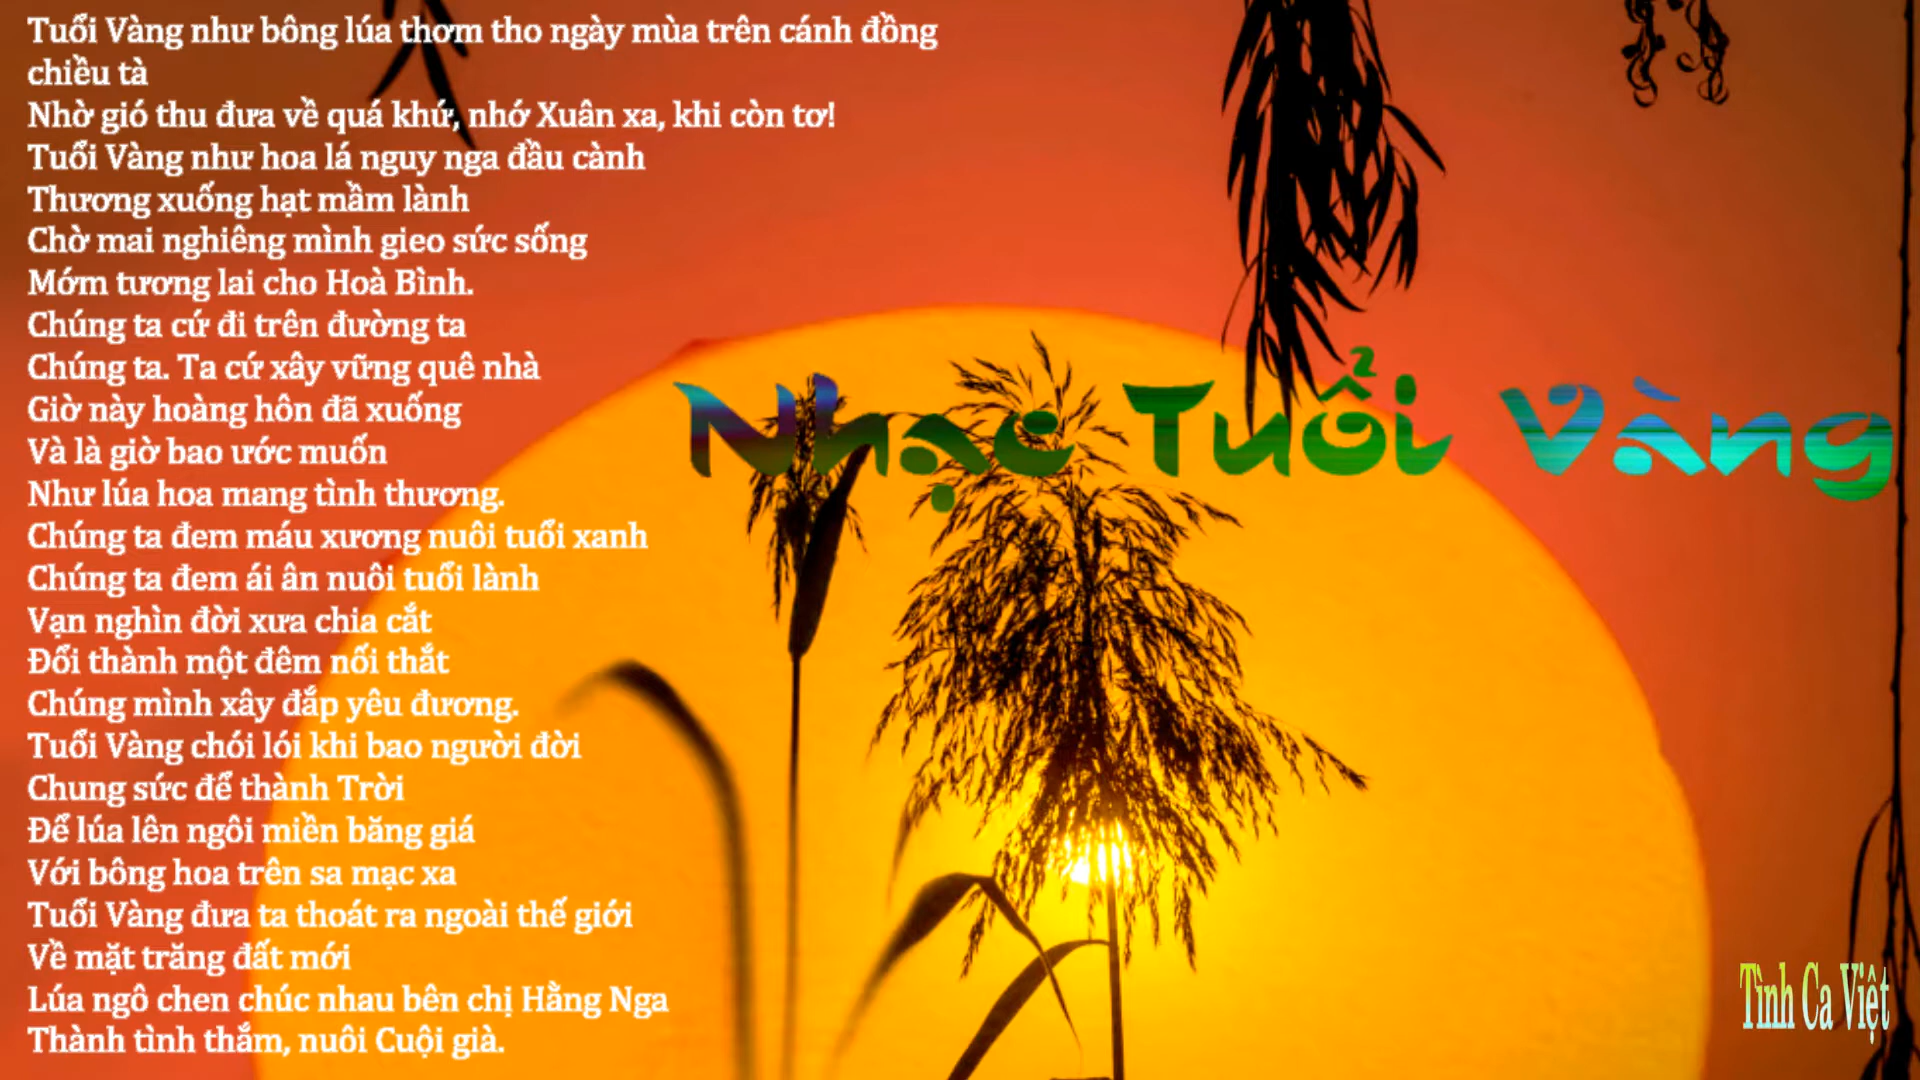 Tuổi Vàng như bông lúa thơm tho ngày mùa trên cánh đồng
chiều tà
Nhờ gió thu đưa về quá khứ, nhớ Xuân xa, khi còn tơ!
Tuổi Vàng như hoa lá nguy nga đầu cành
Thương xuống hạt mầm lành
Chờ mai nghiêng mình gieo sức sống
Mớm tương lai cho Hoà Bình.
Chúng ta cứ đi trên đường ta
Chúng ta. Ta cứ xây vững quê nhà
Giờ này hoàng hôn đã xuống
Và là giờ bao ước muốn
Như lúa hoa mang tình thương.
Chúng ta đem máu xương nuôi tuổi xanh
Chúng ta đem ái ân nuôi tuổi lành
Vạn nghìn đời xưa chia cắt
Đổi thành một đêm nối thắt
Chúng mình xây đắp yêu đương.
Tuổi Vàng chói lói khi bao người đời
Chung sức để thành Trời
Để lúa lên ngôi miền băng giá
Với bông hoa trên sa mạc xa
Tuổi Vàng đưa ta thoát ra ngoài thế giới
Về mặt trăng đất mới
Lúa ngô chen chúc nhau bên chị Hằng Nga
Thành tình thắm, nuôi Cuội già.
Nhạc Tuổi Vàng
Tình Ca Việt